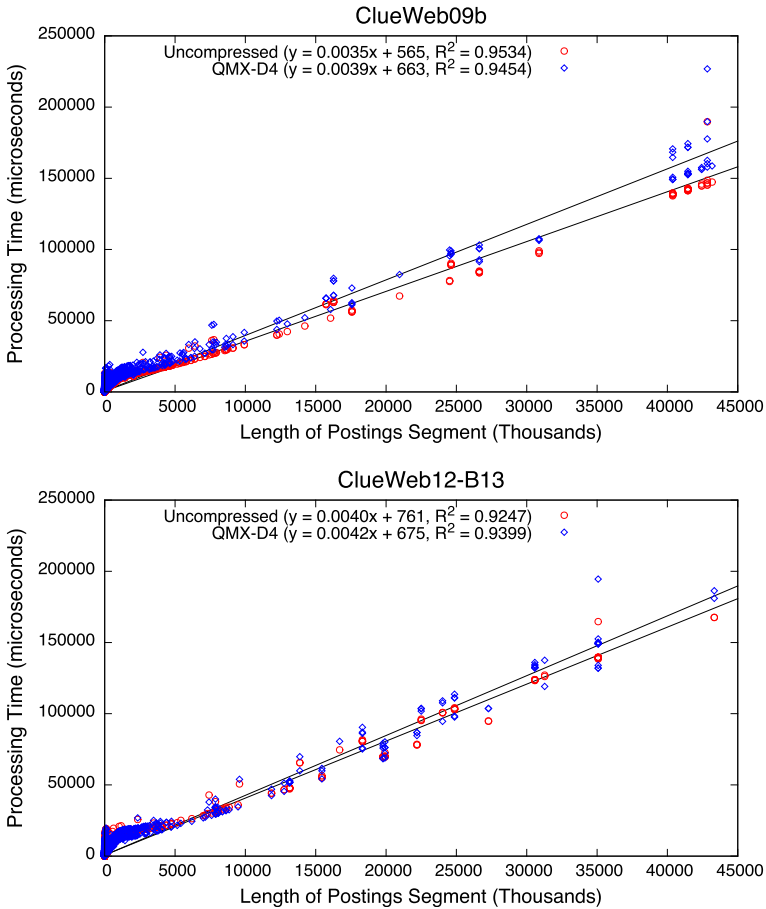 ClueWeb09b
Uncompressed (y = 0.0035x + 565, R² = 0.9534)
QMX-D4 (y = 0.0039x + 663, R² = 0.9454)
250000
200000
150000
100000
50000
0
Processing Time (microseconds)
0 5000 10000 15000 20000 25000 30000 35000 40000 45000
Length of Postings Segment (Thousands)
ClueWeb12-B13
Uncompressed (y = 0.0040x + 761, R² = 0.9247)
QMX-D4 (y = 0.0042x + 675, R² = 0.9399)
250000
200000
150000
100000
50000
0
Processing Time (microseconds)
0 5000 10000 15000 20000 25000 30000 35000 40000 45000
Length of Postings Segment (Thousands)